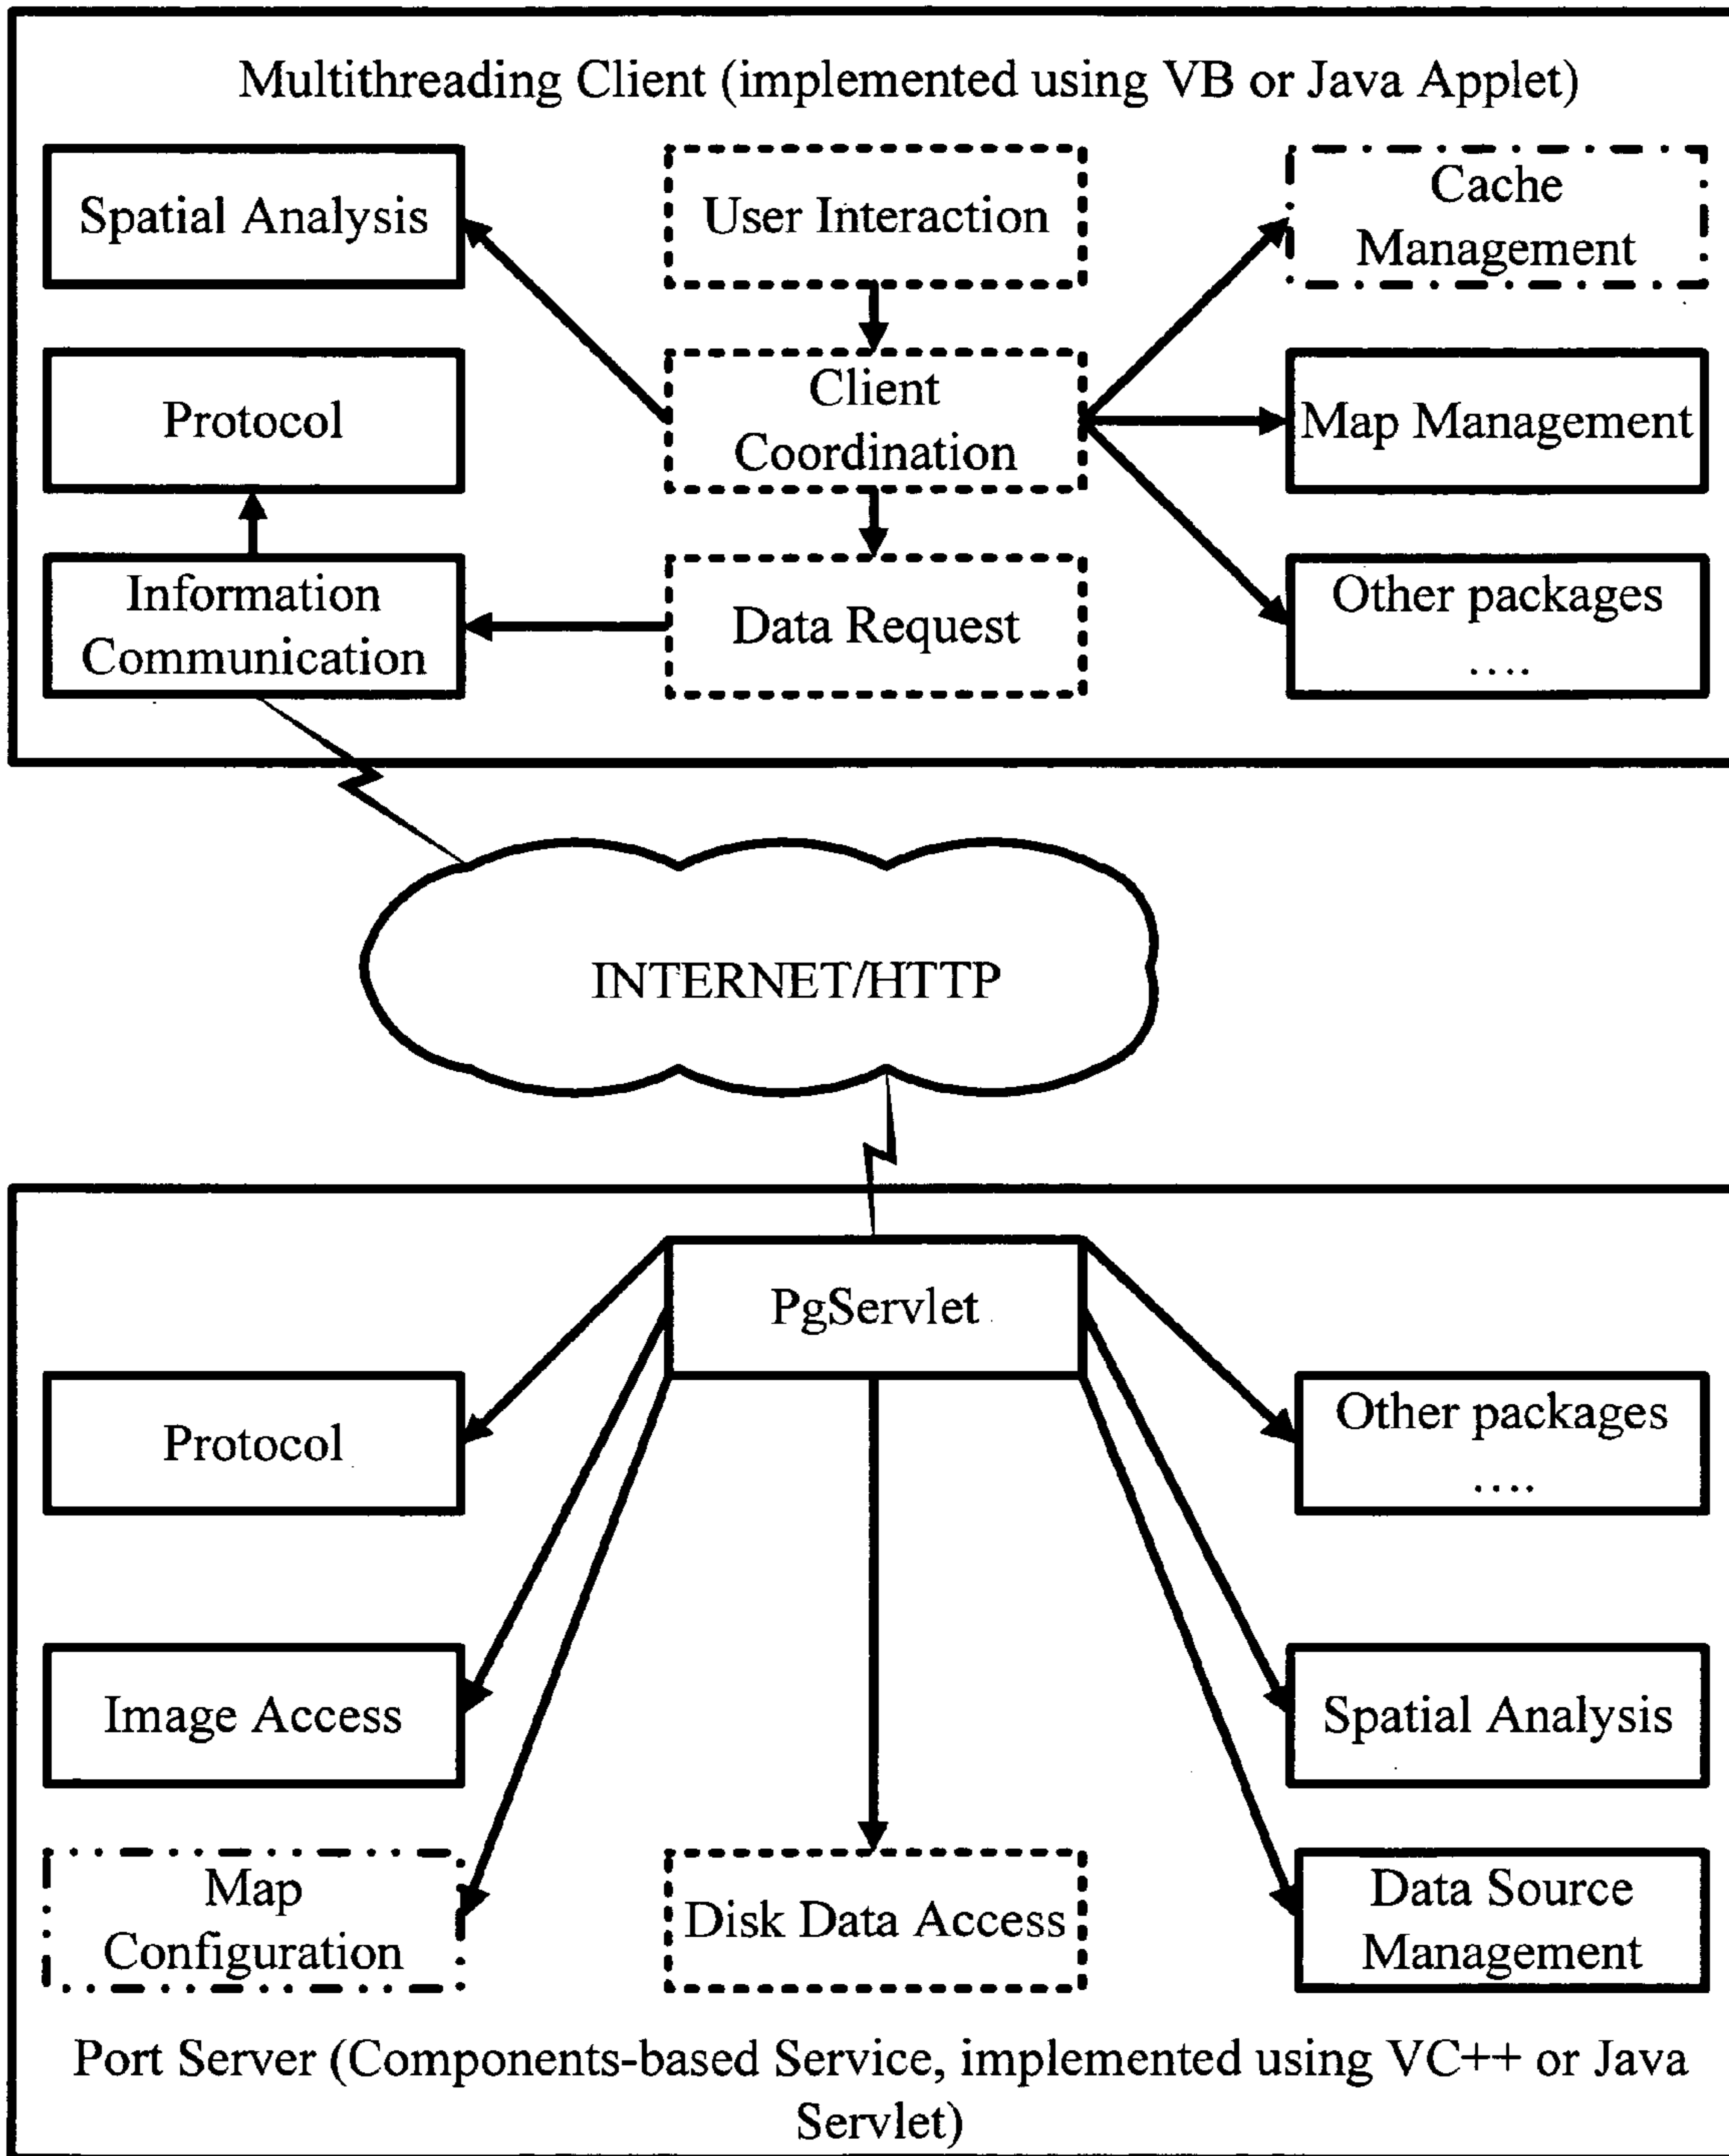 Multithreading Client (implemented using VB or Java Applet)
Spatial Analysis
User Interaction
Cache
Management
Protocol
Client
Coordination
Map Management
Information
Communication
Data Request
Other packages
....
INTERNET/HTTP
PgServlet
Protocol
Other packages
....
Image Access
Spatial Analysis
Map
Configuration
Disk Data Access
Data Source
Management
Port Server (Components-based Service, implemented using VC++ or Java
Servlet)